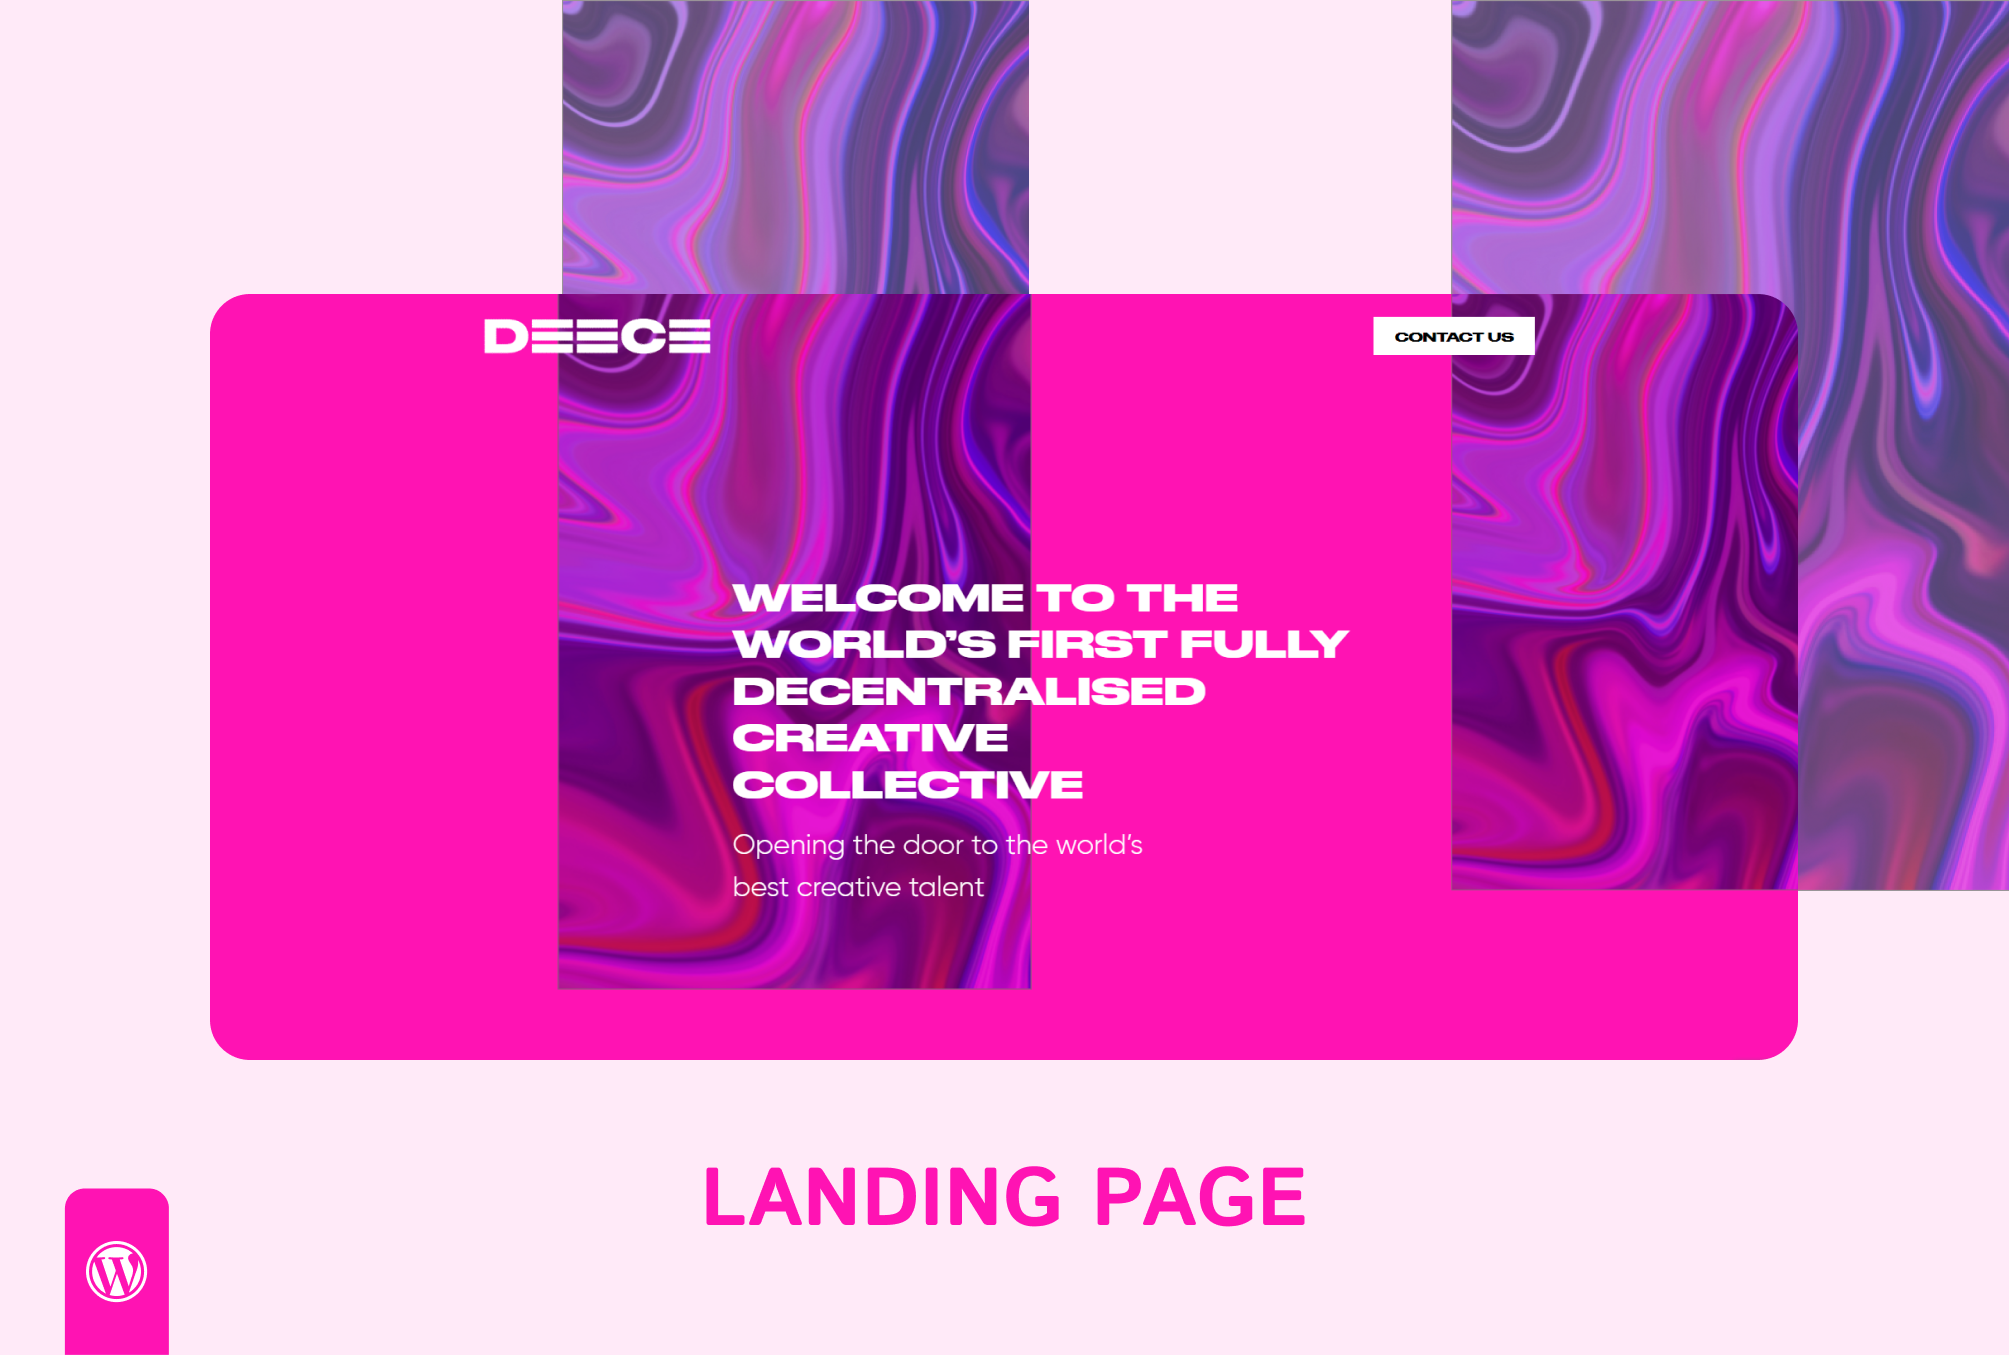 DEECE
CONTACT US
WELCOME TO THE
WORLD’S FIRST FULLY
DECENTRALISED
CREATIVE
COLLECTIVE
Opening the door to the world’s
best creative talent
LANDING PAGE